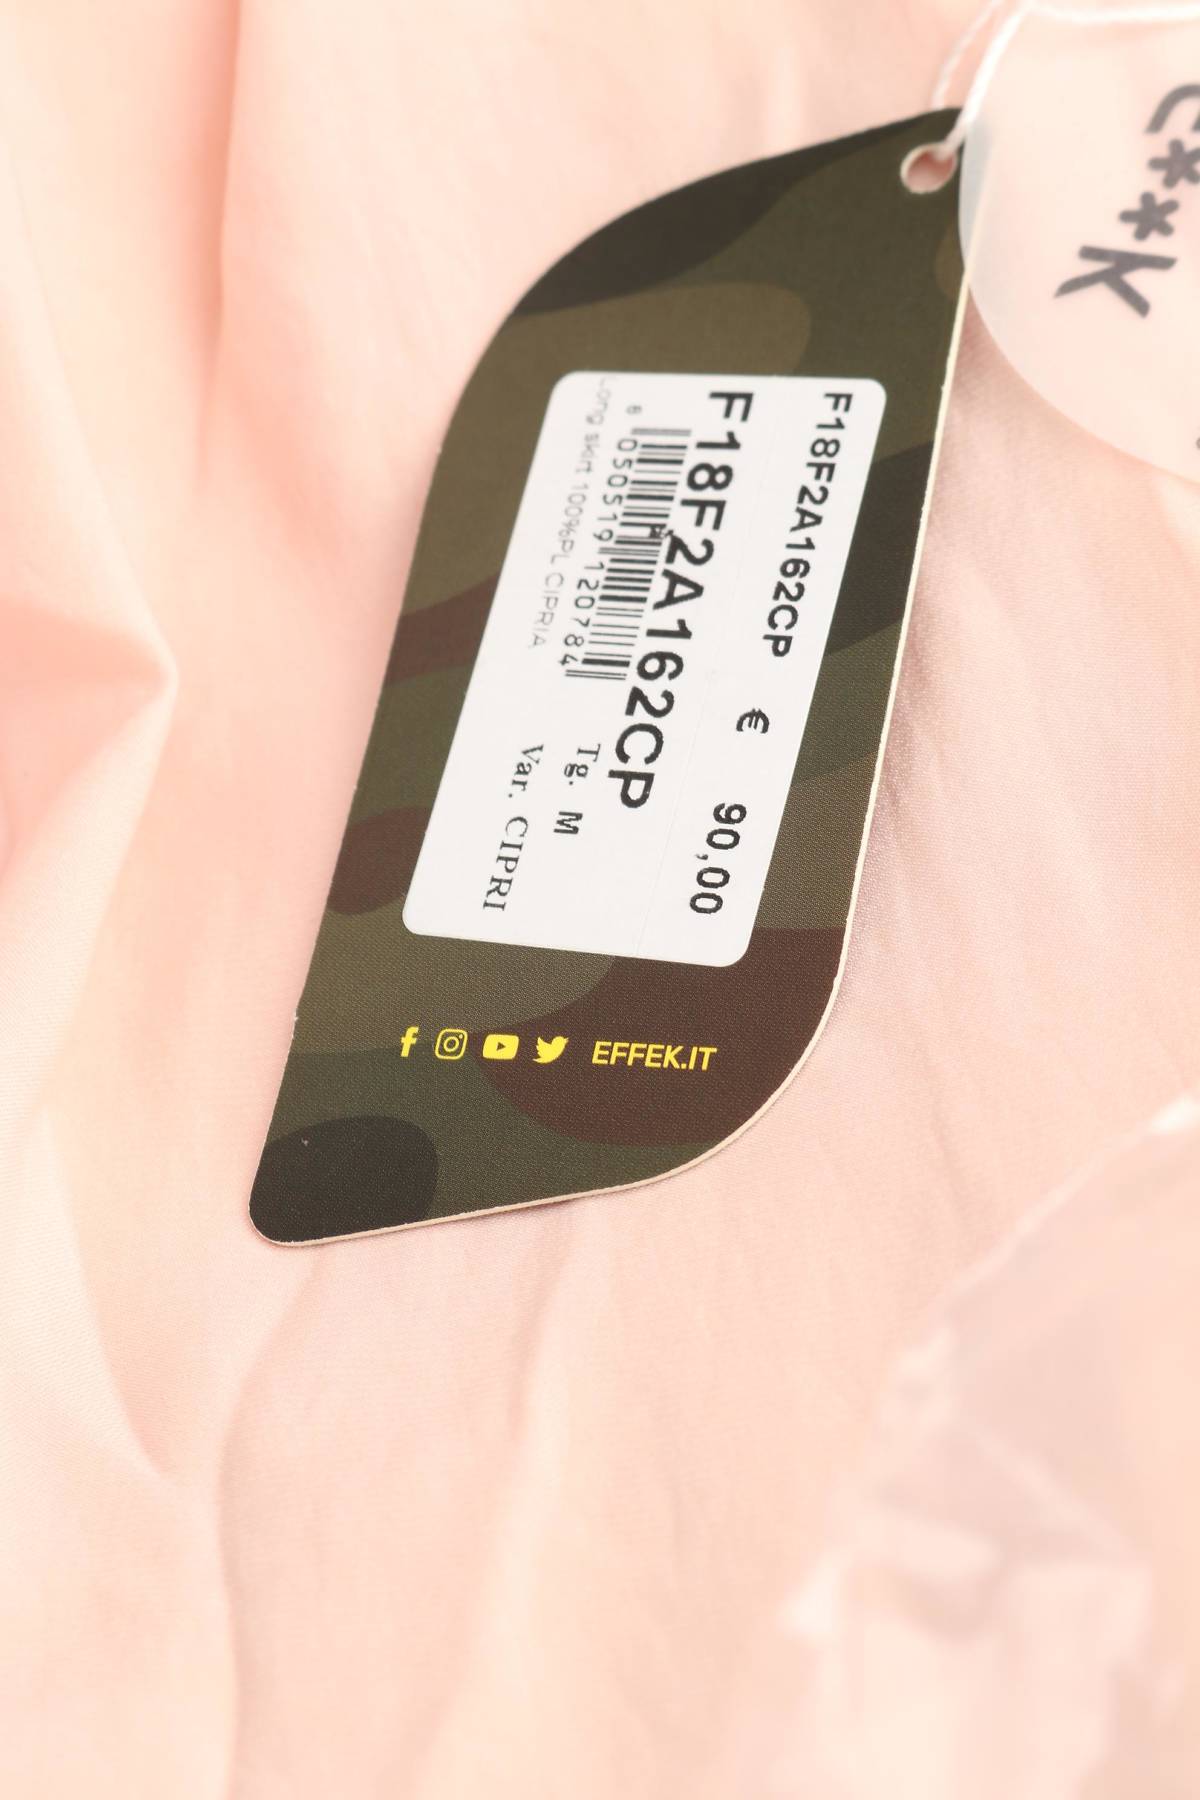 F18F2A162CP € 90,00
F18F2A162CP
8 050519 120784
Tg. M
Long skirt 100%PL CIPRIA
Var. CIPRI
EFFEK.IT
C**K